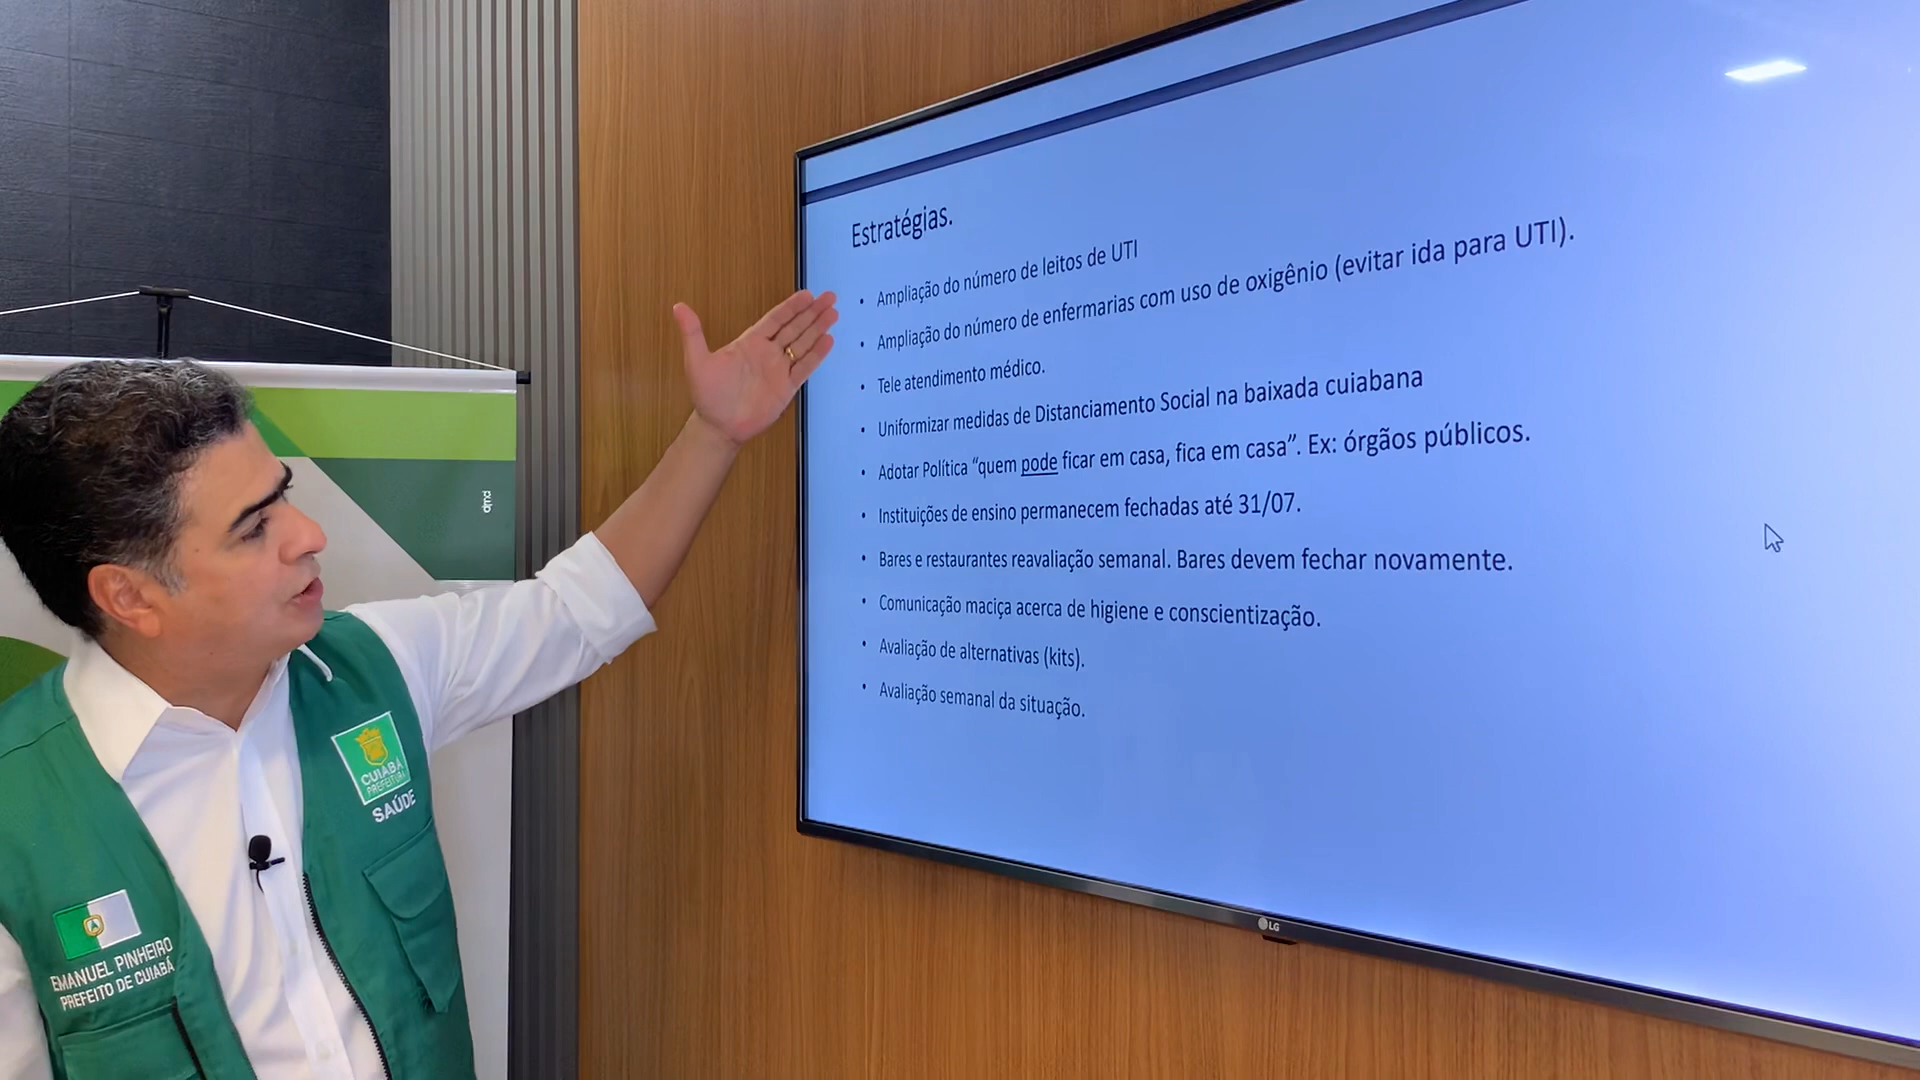 Estratégias.
• Ampliação do número de leitos de UTI
• Ampliação do número de enfermarias com uso de oxigênio (evitar ida para UTI).
• Tele atendimento médico.
• Uniformizar medidas de Distanciamento Social na baixada cuiabana
• Adotar Política “quem pode ficar em casa, fica em casa”. Ex: órgãos públicos.
• Instituições de ensino permanecem fechadas até 31/07.
• Bares e restaurantes reavaliação semanal. Bares devem fechar novamente.
• Comunicação maciça acerca de higiene e conscientização.
• Avaliação de alternativas (kits).
• Avaliação semanal da situação.
LG
CUIABÁ
PREFEITURA
SAÚDE
EMANUEL PINHEIRO
PREFEITO DE CUIABÁ